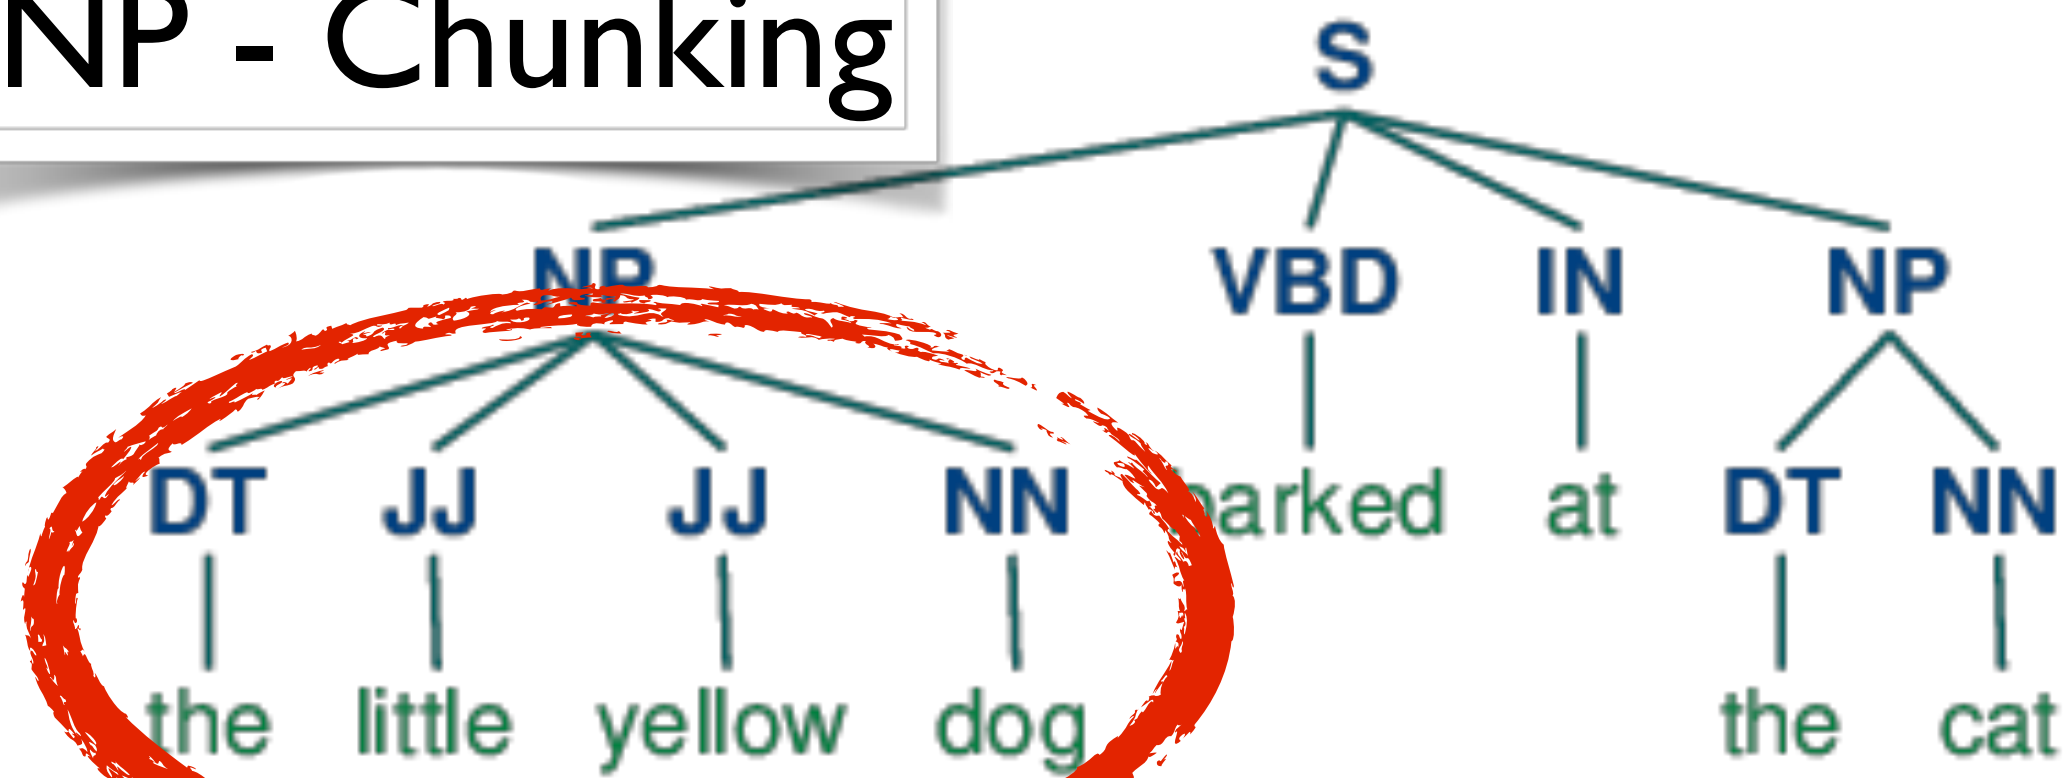 NP - Chunking
S
NP VBD IN NP
DT JJ JJ NN barked at DT NN
the little yellow dog the cat